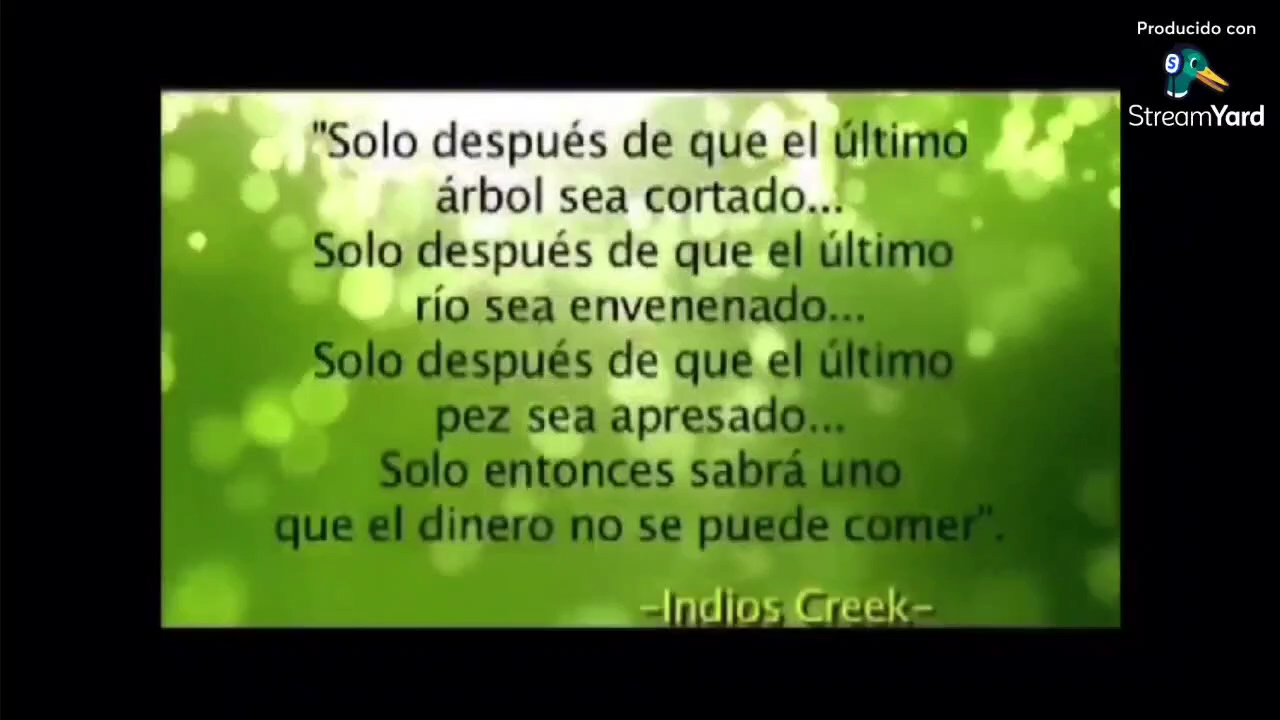 Producido con
StreamYard
"Solo después de que el último
árbol sea cortado...
Solo después de que el último
río sea envenenado...
Solo después de que el último
pez sea apresado...
Solo entonces sabrá uno
que el dinero no se puede comer".
-Indios Creek-